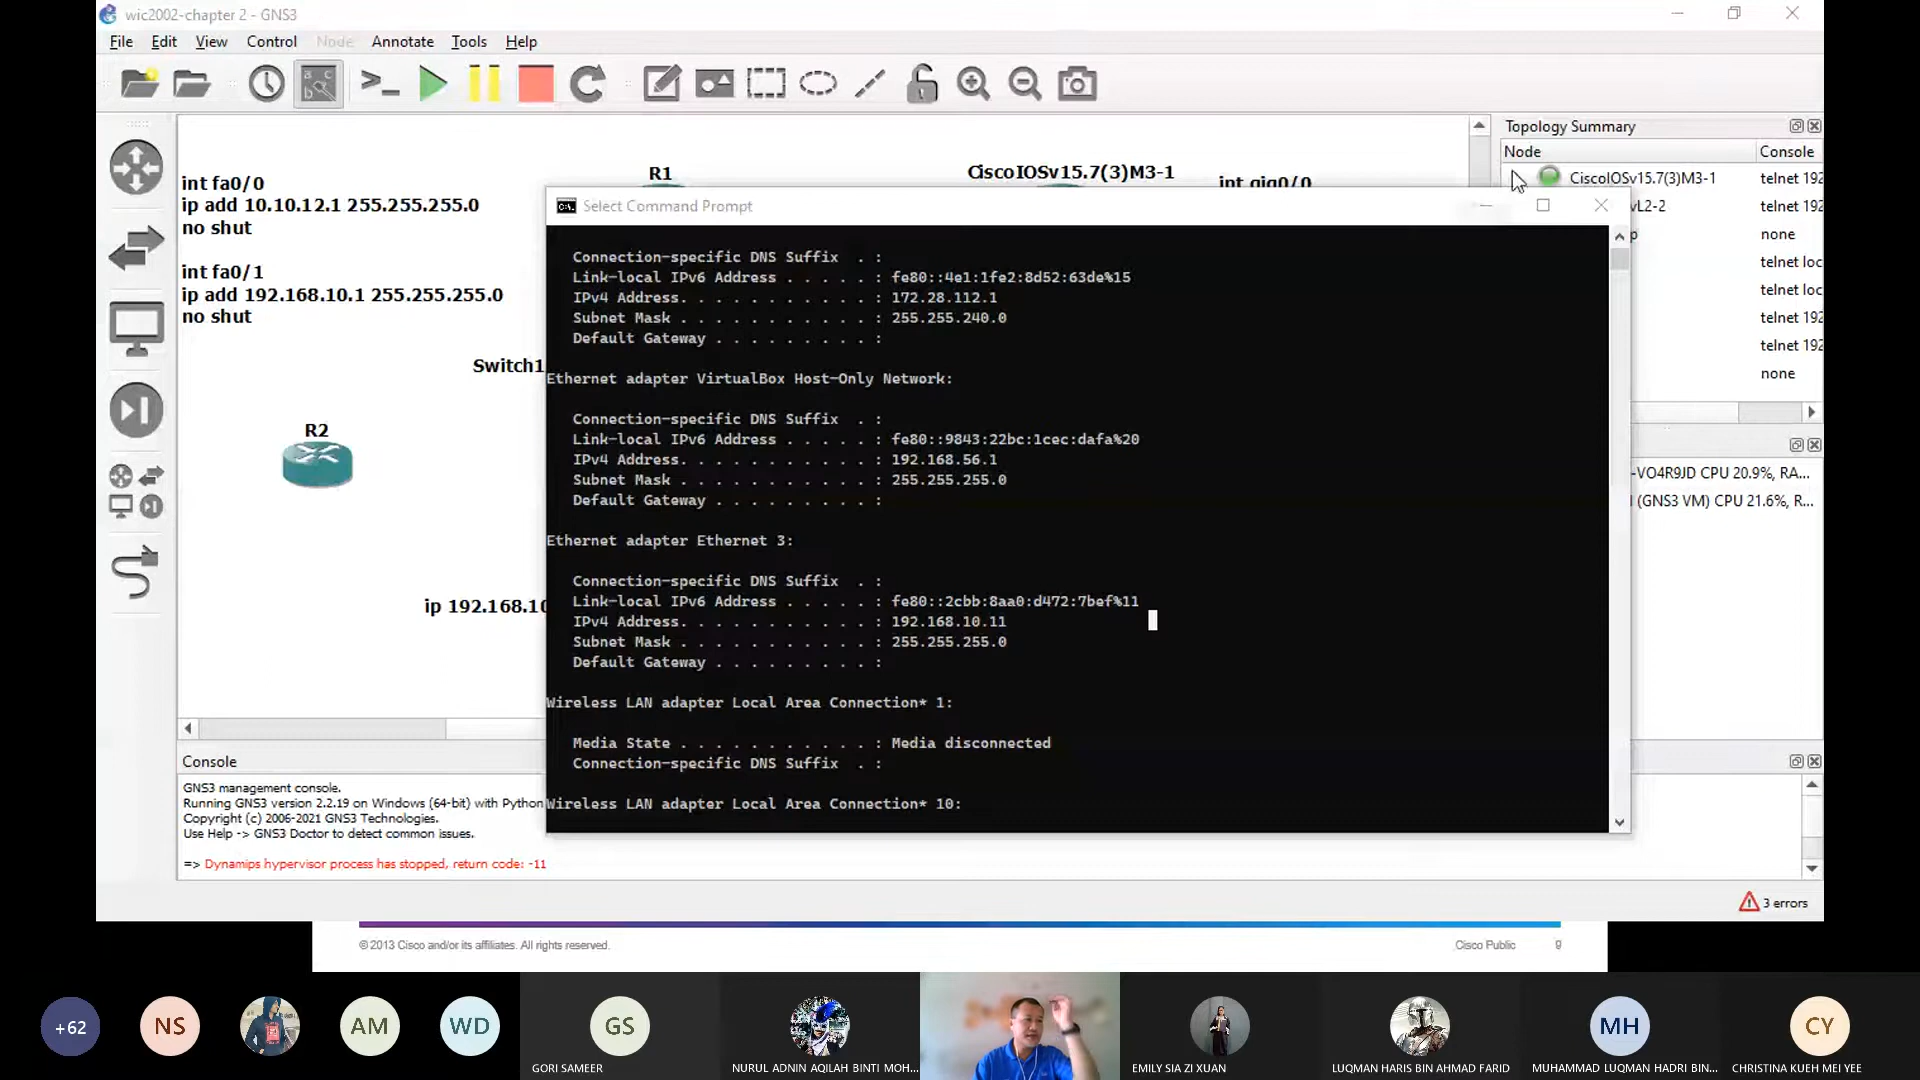 wic2002-chapter 2 - GNS3
File Edit View Control Node Annotate Tools Help
int fa0/0
ip add 10.10.12.1 255.255.255.0
no shut
int fa0/1
ip add 192.168.10.1 255.255.255.0
no shut
R1
CiscoIOSv15.7(3)M3-1
int gig0/0
Switch1
R2
ip 192.168.10
Select Command Prompt
Connection-specific DNS Suffix . :
Link-local IPv6 Address . . . . . : fe80::4e1:1fe2:8d52:63de%15
IPv4 Address. . . . . . . . . . . : 172.28.112.1
Subnet Mask . . . . . . . . . . . : 255.255.240.0
Default Gateway . . . . . . . . . :
Ethernet adapter VirtualBox Host-Only Network:
Connection-specific DNS Suffix . :
Link-local IPv6 Address . . . . . : fe80::9843:22bc:1cec:dafa%20
IPv4 Address. . . . . . . . . . . : 192.168.56.1
Subnet Mask . . . . . . . . . . . : 255.255.255.0
Default Gateway . . . . . . . . . :
Ethernet adapter Ethernet 3:
Connection-specific DNS Suffix . :
Link-local IPv6 Address . . . . . : fe80::2cbb:8aa0:d472:7bef%11
IPv4 Address. . . . . . . . . . . : 192.168.10.11
Subnet Mask . . . . . . . . . . . : 255.255.255.0
Default Gateway . . . . . . . . . :
Wireless LAN adapter Local Area Connection* 1:
Media State . . . . . . . . . . . : Media disconnected
Connection-specific DNS Suffix . :
Wireless LAN adapter Local Area Connection* 10:
Topology Summary
Node Console
CiscoIOSv15.7(3)M3-1 telnet 192
vL2-2 telnet 192
p none
telnet loc
telnet loc
telnet 192
telnet 192
none
-VO4R9JD CPU 20.9%, RA...
(GNS3 VM) CPU 21.6%, R...
Console
GNS3 management console.
Running GNS3 version 2.2.19 on Windows (64-bit) with Python
Copyright (c) 2006-2021 GNS3 Technologies.
Use Help -> GNS3 Doctor to detect common issues.
=> Dynamips hypervisor process has stopped, return code: -11
3 errors
© 2013 Cisco and/or its affiliates. All rights reserved.
Cisco Public 9
+62
NS
AM
WD
GS
MH
CY
GORI SAMEER
NURUL ADNIN AQILAH BINTI MOH...
EMILY SIA ZI XUAN
LUQMAN HARIS BIN AHMAD FARID
MUHAMMAD LUQMAN HADRI BIN...
CHRISTINA KUEH MEI YEE